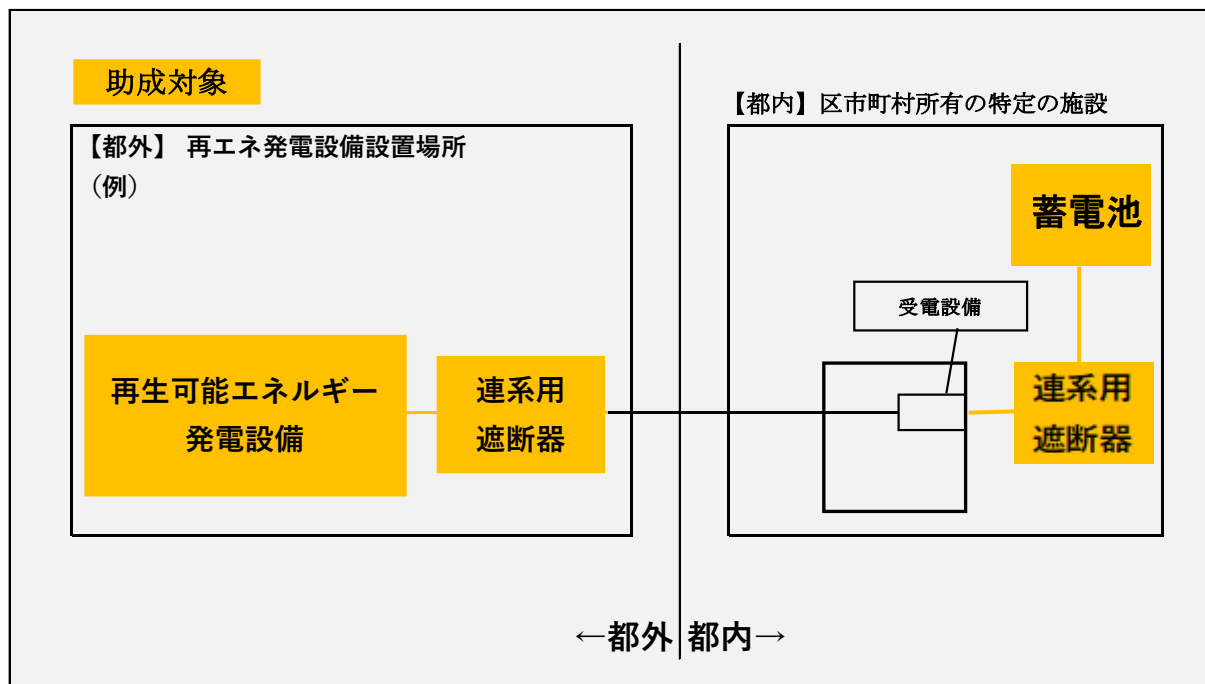 助成対象
【都外】 再エネ発電設備設置場所
（例）
再生可能エネルギー
発電設備
連系用
遮断器
【都内】区市町村所有の特定の施設
蓄電池
受電設備
連系用
遮断器
←都外
都内→